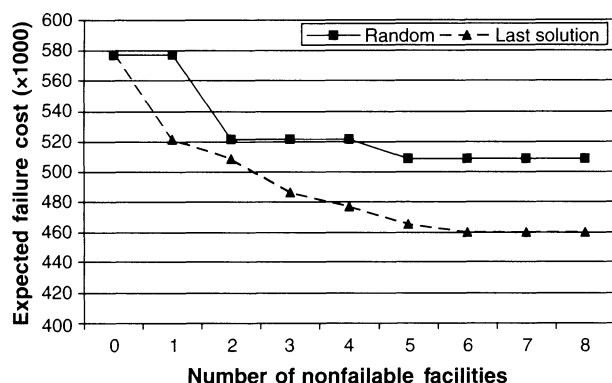 Expected failure cost (×1000)
600
580
560
540
520
500
480
460
440
420
400
Random
Last solution
0 1 2 3 4 5 6 7 8
Number of nonfailable facilities